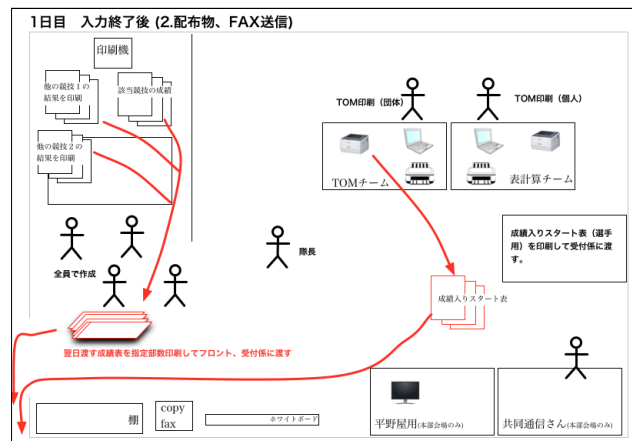 1日目　入力終了後 (2.配布物、FAX送信)
印刷機
他の競技１の
結果を印刷
該当競技の成績
他の競技２の
結果を印刷
TOM印刷（団体）
TOM印刷（個人）
TOMチーム
表計算チーム
成績入りスタート表（選手
用）を印刷して受付係に渡
す。
隊長
全員で作成
成績入りスタート表
翌日渡す成績表を指定部数印刷してフロント、受付係に渡す
棚
copy
fax
ホワイトボード
平野屋用(本部会場のみ)
共同通信さん(本部会場のみ)